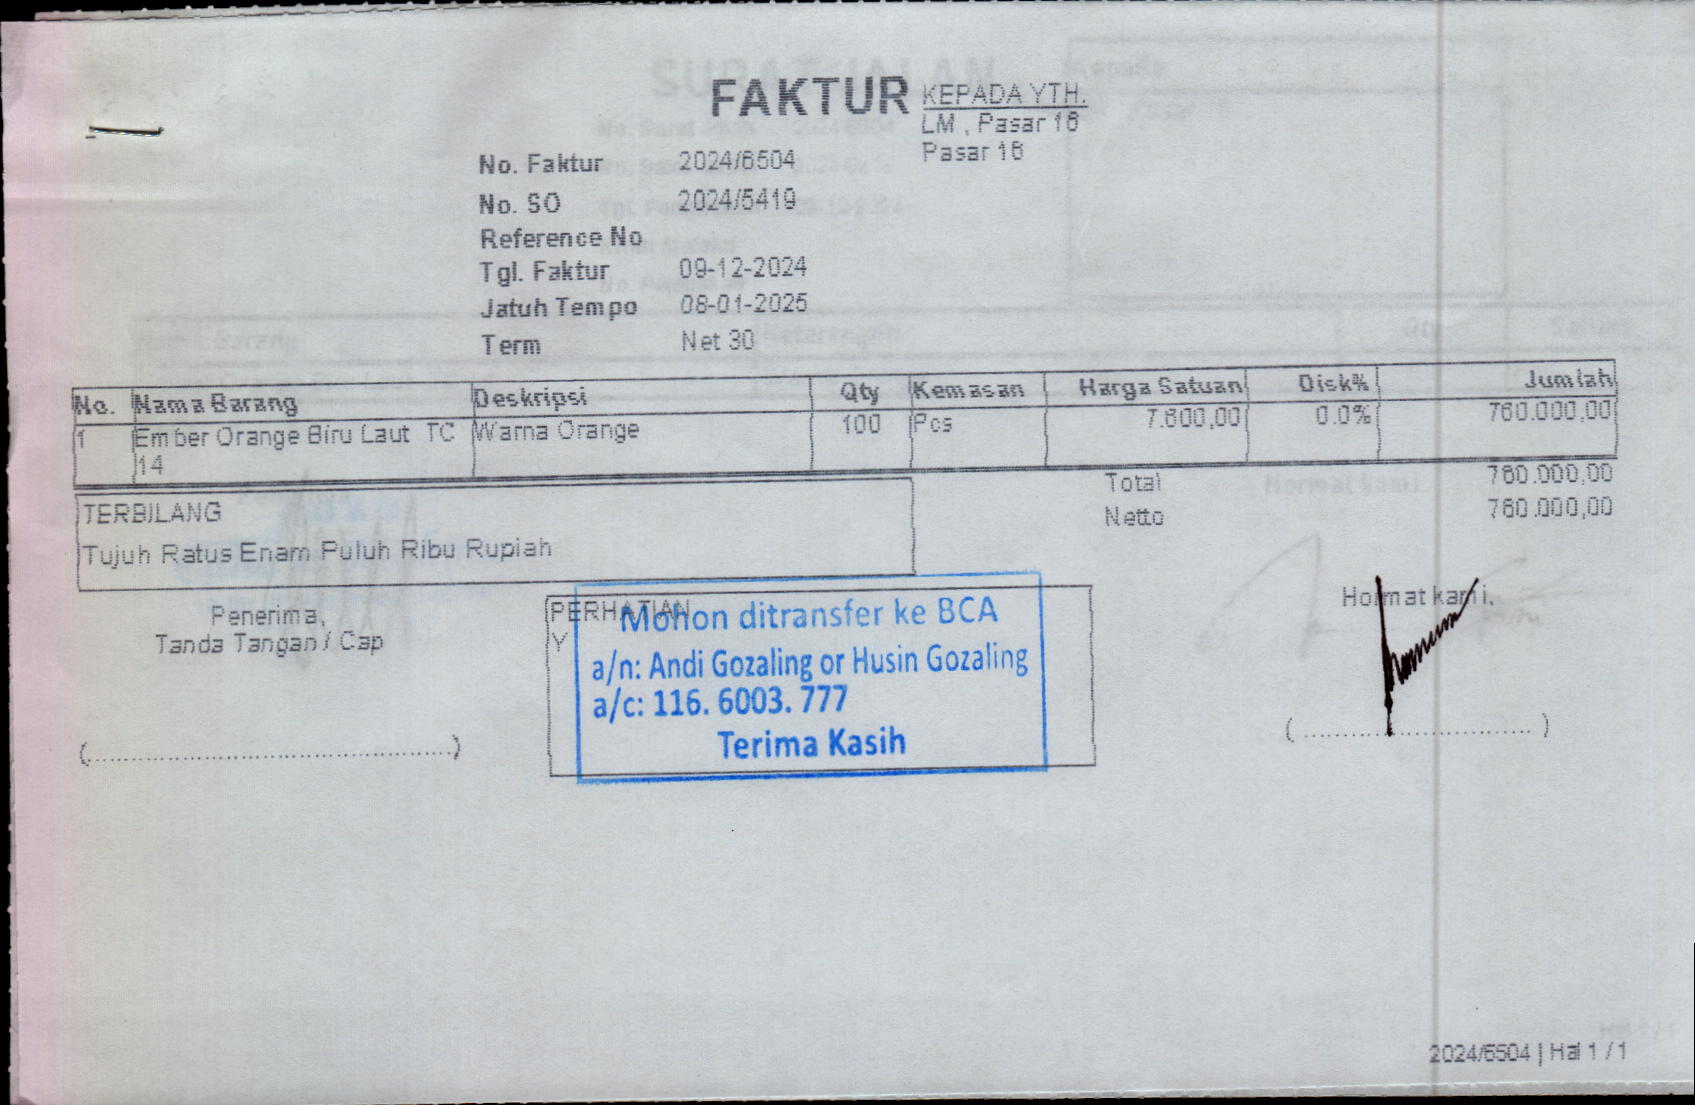 FAKTUR
KEPADA YTH.
LM , Pasar 16
Pasar 16
No. Faktur 2024/6504
No. SO 2024/5419
Reference No
Tgl. Faktur 09-12-2024
Jatuh Tempo 08-01-2025
Term Net 30
No. Nama Barang Deskripsi Qty Kemasan Harga Satuan Disk% Jumlah
1 Ember Orange Biru Laut TC Warna Orange 100 Pcs 7.600,00 0.0% 760.000,00
14
Total 760.000,00
Netto 760.000,00
TERBILANG
Tujuh Ratus Enam Puluh Ribu Rupiah
Penerima,
Tanda Tangan / Cap
(..................................................)
PERHATIAN
Y
Mohon ditransfer ke BCA
a/n: Andi Gozaling or Husin Gozaling
a/c: 116. 6003. 777
Terima Kasih
Hormat kami.
( ................................ )
2024/6504 | Hal 1 / 1